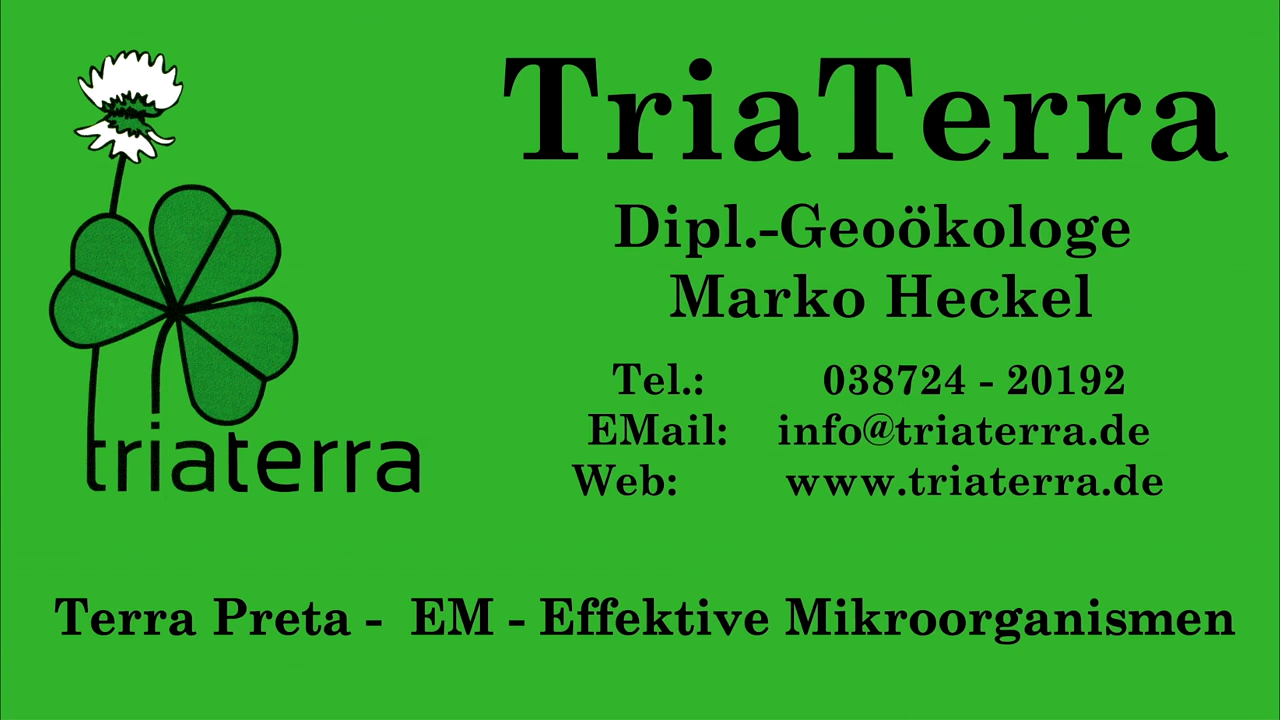 TriaTerra
Dipl.-Geoökologe
Marko Heckel
Tel.: 038724 - 20192
EMail: info@triaterra.de
Web: www.triaterra.de
triaterra
Terra Preta - EM - Effektive Mikroorganismen